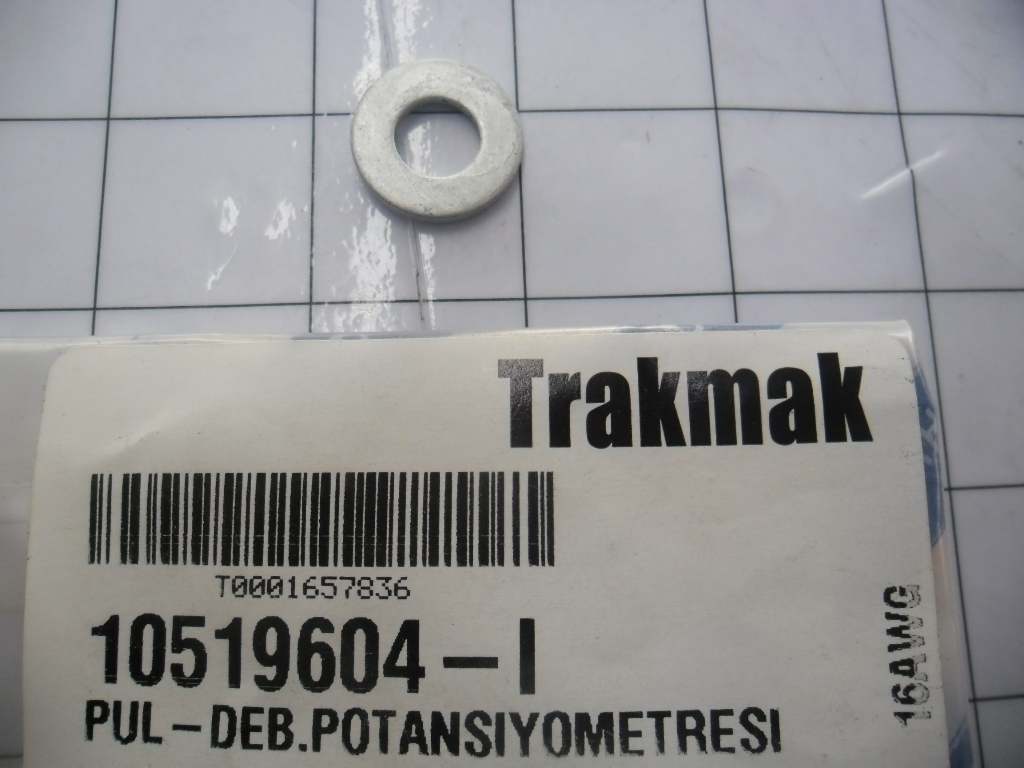 Trakmak
T0001657836
10519604-I
PUL-DEB.POTANSIYOMETRESI
16AWG